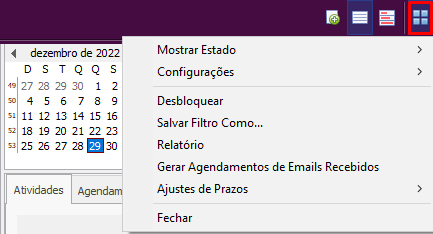 dezembro de 2022
D S T Q Q
49 27 28 29 30 1 2
50 4 5 6 7 8 9
51 11 12 13 14 15 16
52 18 19 20 21 22 23
53 25 26 27 28 29 30
Atividades
Agendam
Mostrar Estado
Configurações
Desbloquear
Salvar Filtro Como...
Relatório
Gerar Agendamentos de Emails Recebidos
Ajustes de Prazos
Fechar